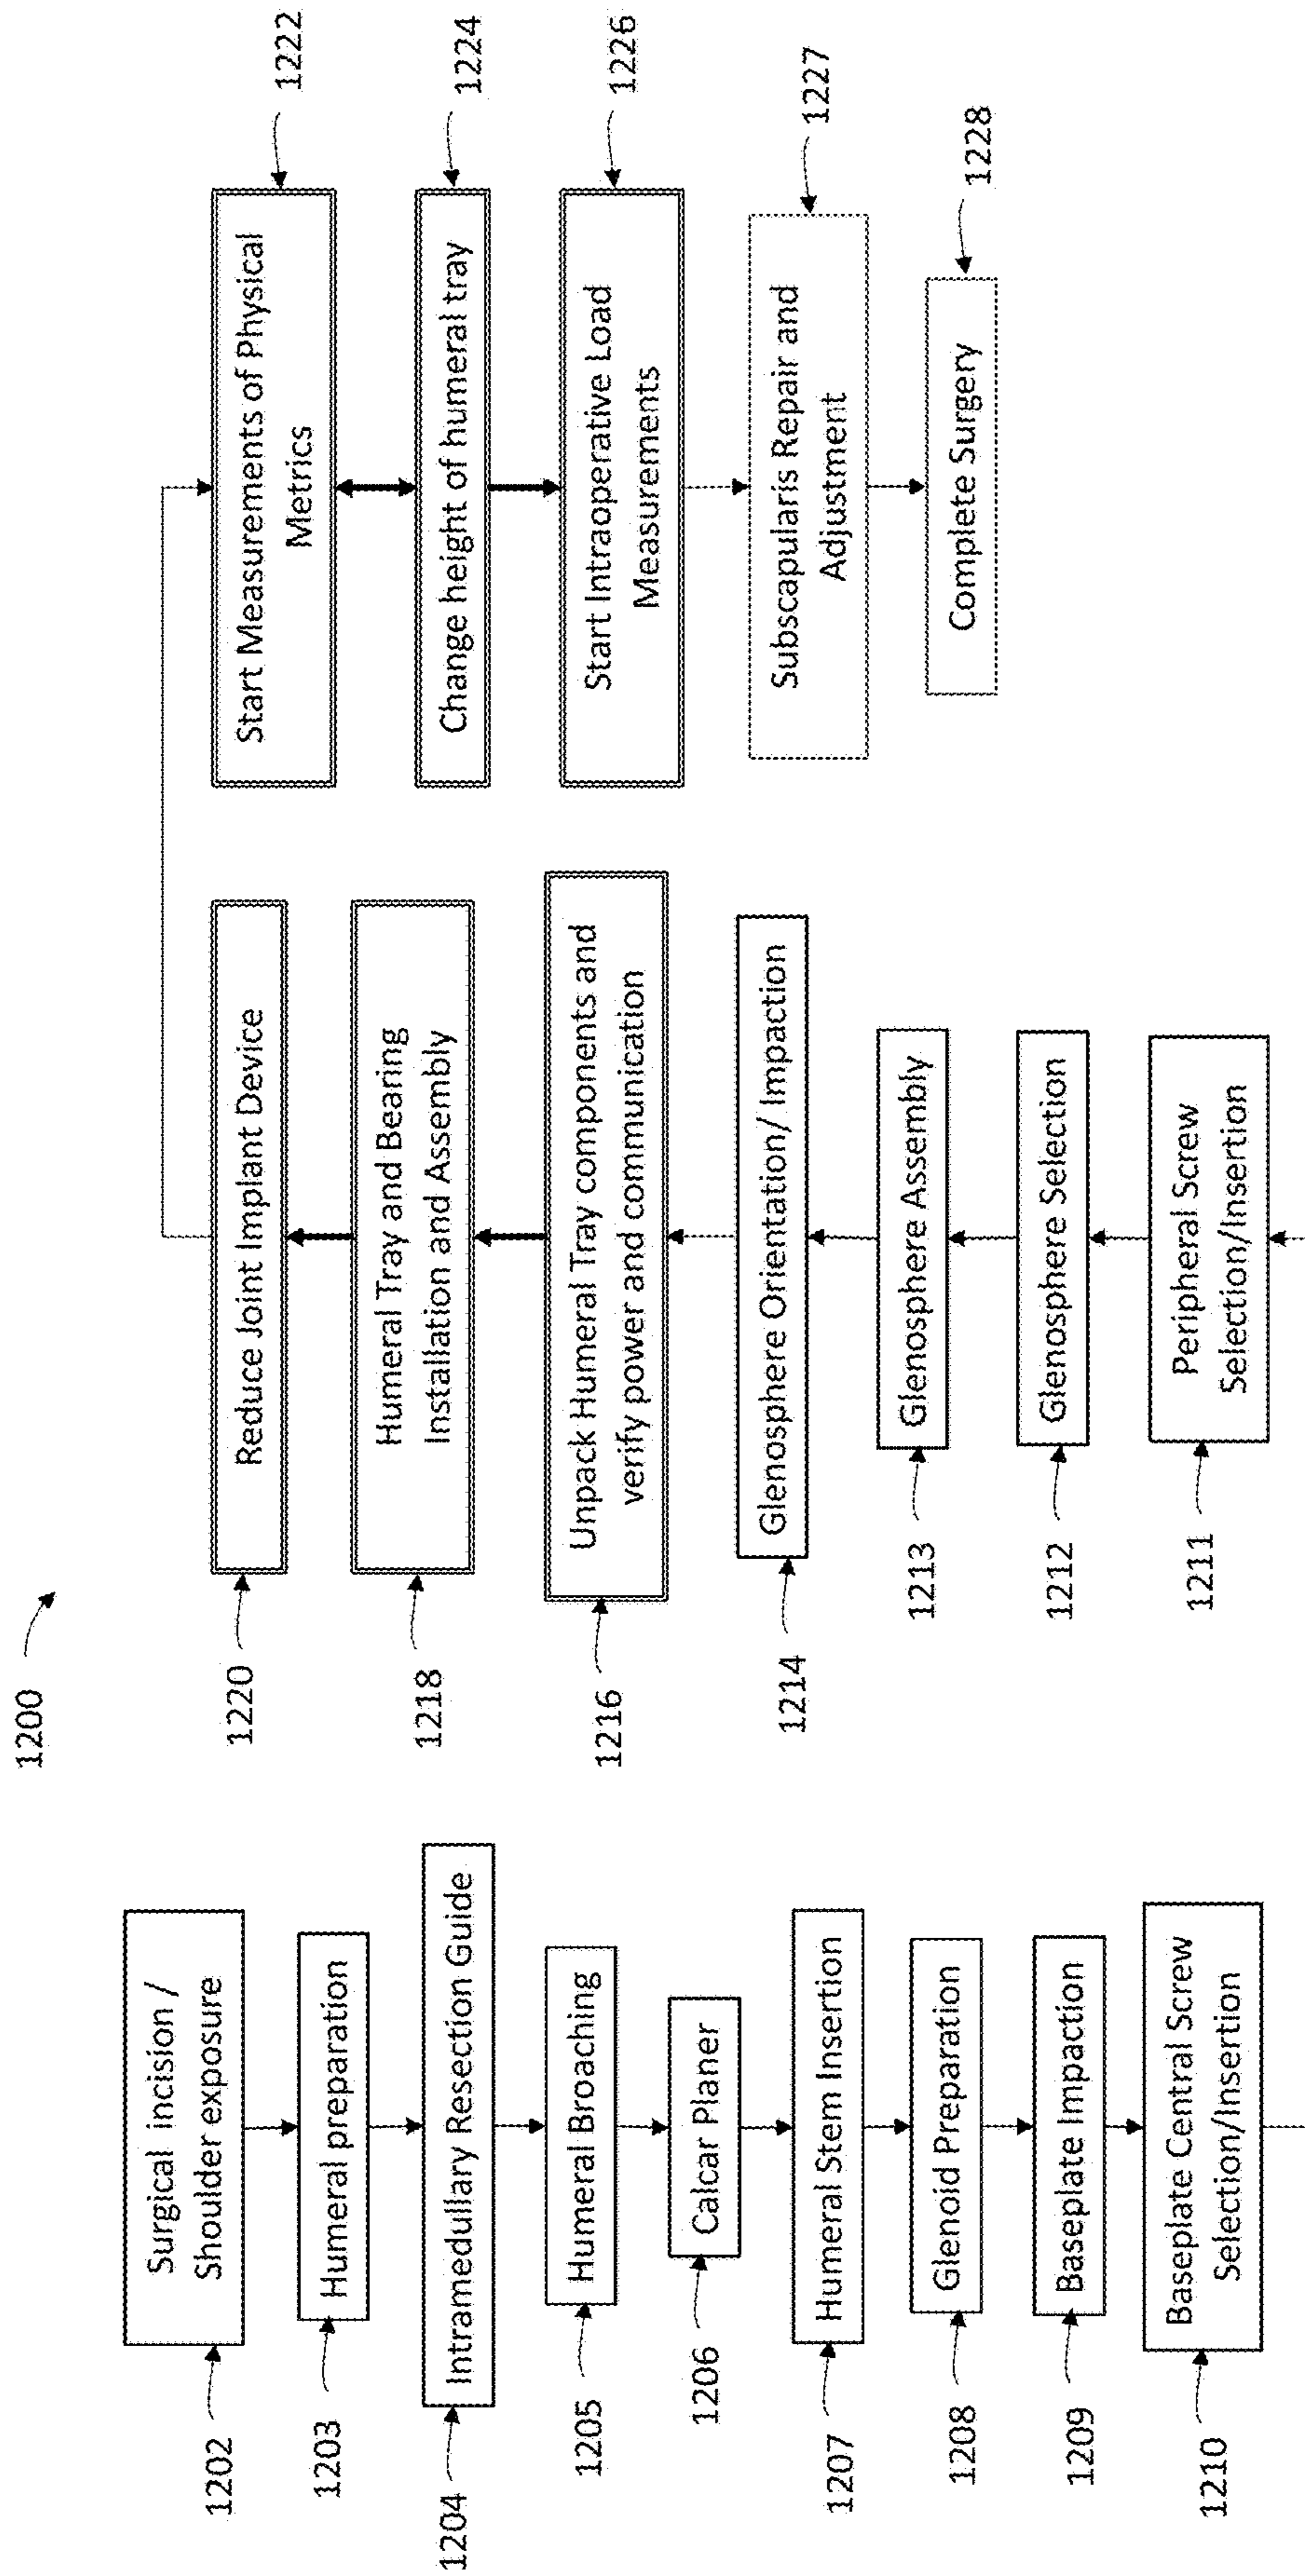 1200
1202
Surgical incision /
Shoulder exposure
1203
Humeral preparation
1204
Intramedullary Resection Guide
1205
Humeral Broaching
1206
Calcar Planer
1207
Humeral Stem Insertion
1208
Glenoid Preparation
1209
Baseplate Impaction
1210
Baseplate Central Screw
Selection/Insertion
1220
Reduce Joint Implant Device
1218
Humeral Tray and Bearing
Installation and Assembly
1216
Unpack Humeral Tray components and
verify power and communication
1214
Glenosphere Orientation/ Impaction
1213
Glenosphere Assembly
1212
Glenosphere Selection
1211
Peripheral Screw
Selection/Insertion
1222
Start Measurements of Physical
Metrics
1224
Change height of humeral tray
1226
Start Intraoperative Load
Measurements
1227
Subscapularis Repair and
Adjustment
1228
Complete Surgery